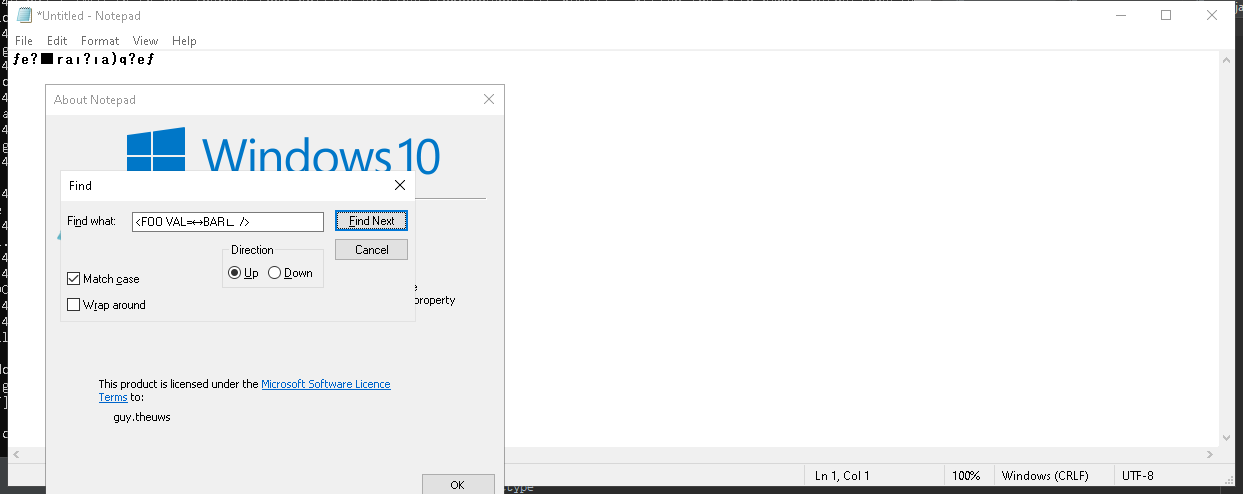 *Untitled - Notepad
File Edit Format View Help
ƒe?■raı?ıa)q?eƒ
About Notepad
Windows 10
Find
Find what: <FOO VAL=↔BAR∟ />
Find Next
Cancel
Direction
Up Down
Match case
Wrap around
property
This product is licensed under the Microsoft Software Licence
Terms to:
guy.theuws
OK
Ln 1, Col 1 100% Windows (CRLF) UTF-8